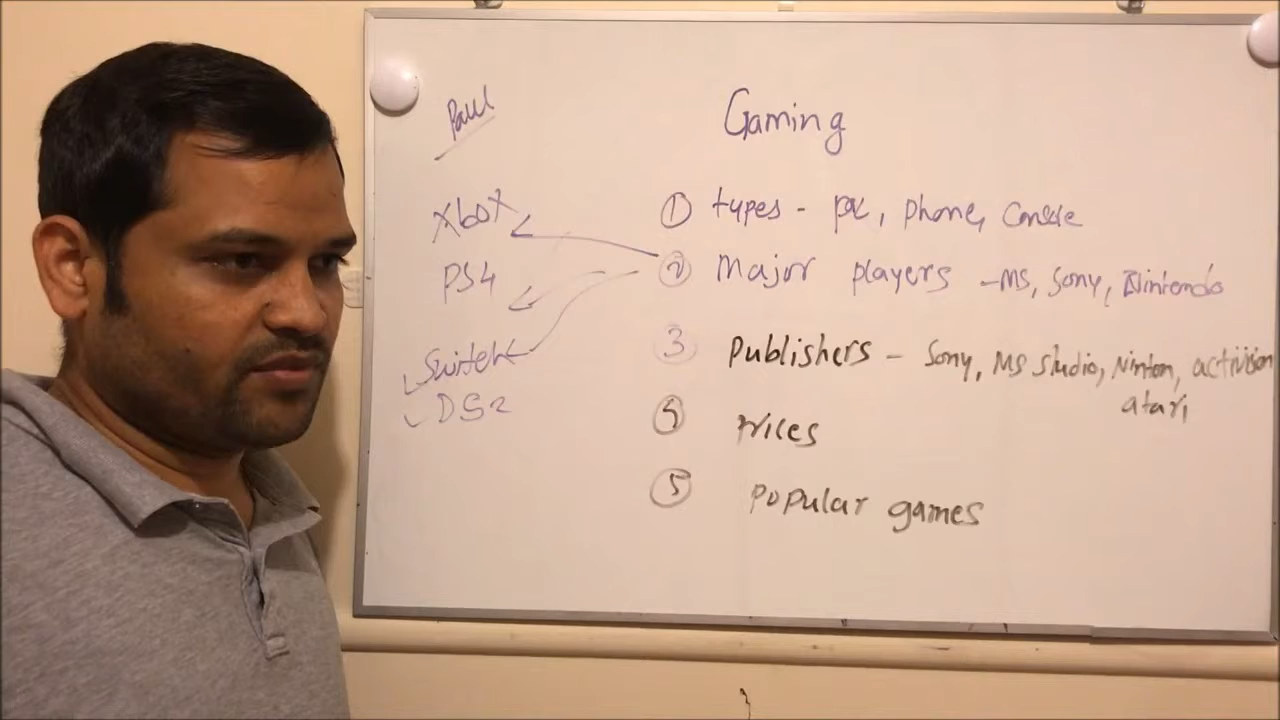 Paul
Xbox
PS4
Switch
DS2
Gaming
① types - pc, phone, Console
② Major players - MS, Sony, Nintendo
3 Publishers - Sony, MS studio, Ninton, activision
atari,
4 Prices
⑤ Popular games